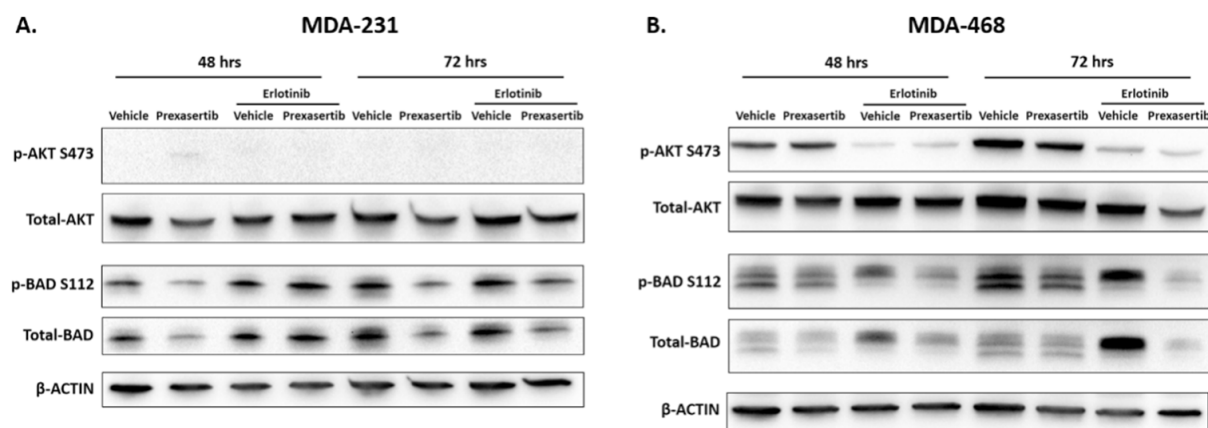 A.
MDA-231
48 hrs
72 hrs
Erlotinib
Erlotinib
Vehicle Prexasertib Vehicle Prexasertib Vehicle Prexasertib Vehicle Prexasertib
p-AKT S473
Total-AKT
p-BAD S112
Total-BAD
β-ACTIN
B.
MDA-468
48 hrs
72 hrs
Erlotinib
Erlotinib
Vehicle Prexasertib Vehicle Prexasertib Vehicle Prexasertib Vehicle Prexasertib
p-AKT S473
Total-AKT
p-BAD S112
Total-BAD
β-ACTIN